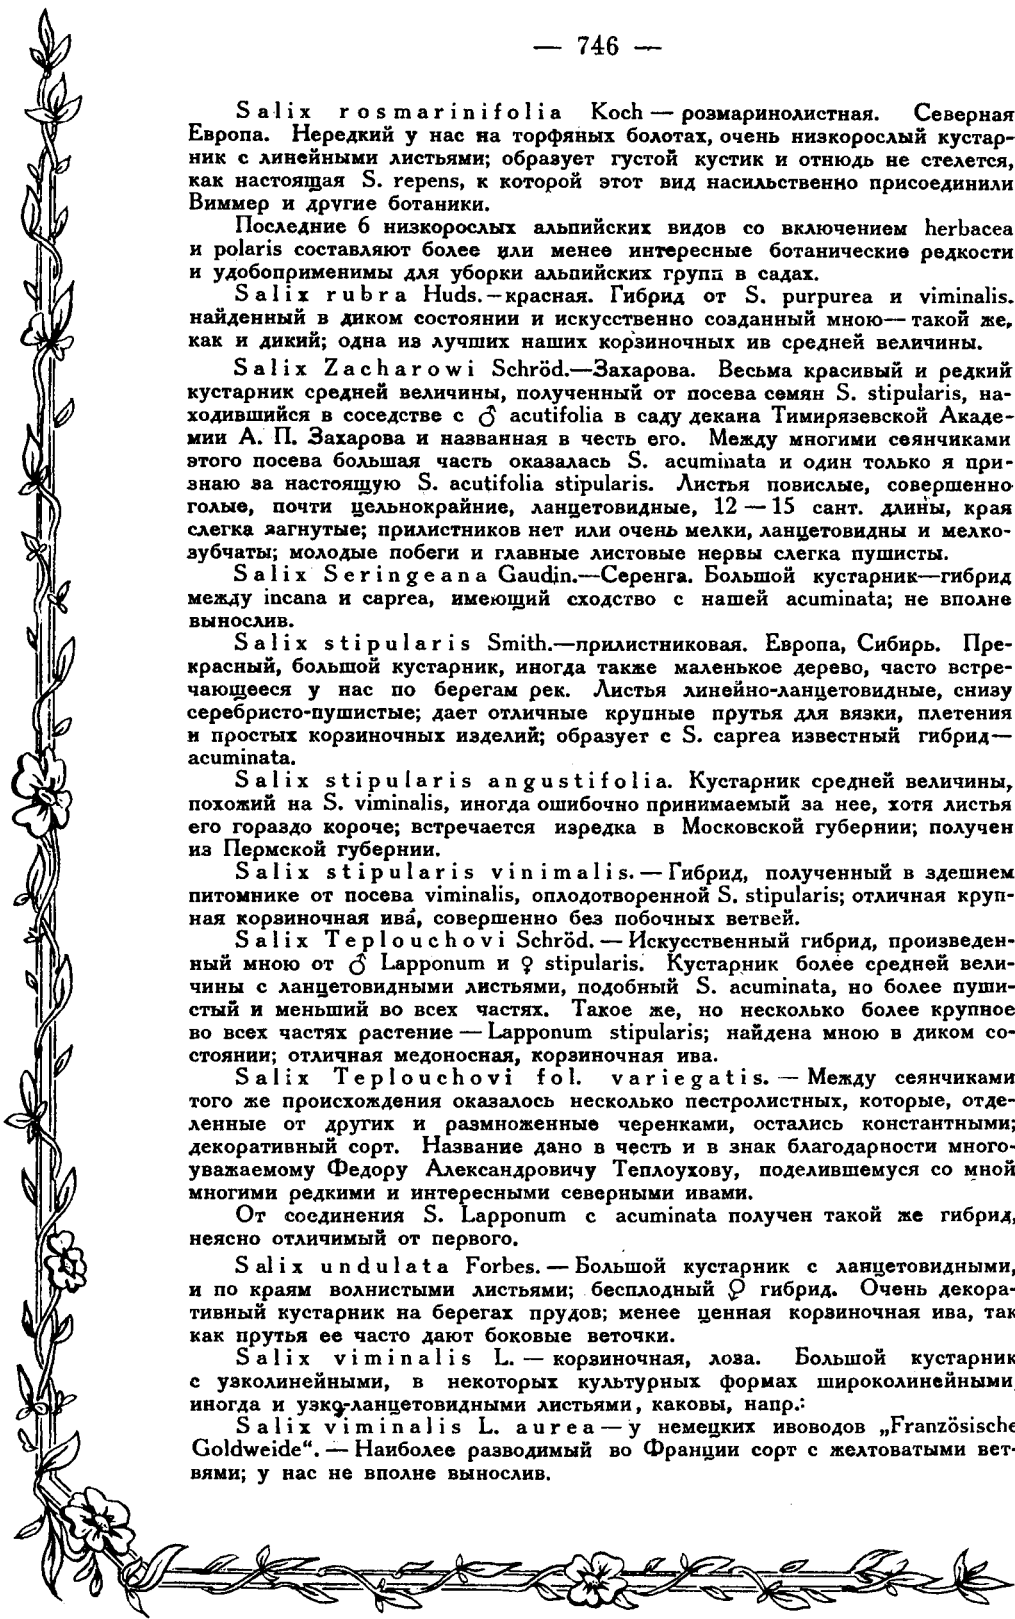 — 746 —
Salix rosmarinifolia Koch — розмаринолистная. Северная
Европа. Нередкий у нас на торфяных болотах, очень низкорослый кустар-
ник с линейными листьями; образует густой кустик и отнюдь не стелется,
как настоящая S. repens, к которой этот вид насильственно присоединили
Виммер и другие ботаники.
Последние 6 низкорослых альпийских видов со включением herbacea
и polaris составляют более или менее интересные ботанические редкости
и удобоприменимы для уборки альпийских групп в садах.
Salix rubra Huds.—красная. Гибрид от S. purpurea и viminalis.
найденный в диком состоянии и искусственно созданный мною— такой же,
как и дикий; одна из лучших наших корзиночных ив средней величины.
Salix Zacharowi Schröd.—Захарова. Весьма красивый и редкий
кустарник средней величины, полученный от посева семян S. stipularis, на-
ходившийся в соседстве с ♂ acutifolia в саду декана Тимирязевской Акаде-
мии А. П. Захарова и названная в честь его. Между многими сеянчиками
этого посева большая часть оказалась S. acuminata и один только я при-
знаю за настоящую S. acutifolia stipularis. Листья повислые, совершенно
голые, почти цельнокрайние, ланцетовидные, 12 — 15 сант. длины, края
слегка загнутые; прилистников нет или очень мелки, ланцетовидны и мелко-
зубчаты; молодые побеги и главные листовые нервы слегка пушисты.
Salix Seringeana Gaudin.—Серенга. Большой кустарник—гибрид
между incana и caprea, имеющий сходство с нашей acuminata; не вполне
вынослив.
Salix stipularis Smith.—прилистниковая. Европа, Сибирь. Пре-
красный, большой кустарник, иногда также маленькое дерево, часто встре-
чающееся у нас по берегам рек. Листья линейно-ланцетовидные, снизу
серебристо-пушистые; дает отличные крупные прутья для вязки, плетения
и простых корзиночных изделий; образует с S. caprea известный гибрид—
acuminata.
Salix stipularis angustifolia. Кустарник средней величины,
похожий на S. viminalis, иногда ошибочно принимаемый за нее, хотя листья
его гораздо короче; встречается изредка в Московской губернии; получен
из Пермской губернии.
Salix stipularis vinimalis. — Гибрид, полученный в здешнем
питомнике от посева viminalis, оплодотворенной S. stipularis; отличная круп-
ная корзиночная ива, совершенно без побочных ветвей.
Salix Teplouchovi Schröd. — Искусственный гибрид, произведен-
ный мною от ♂ Lapponum и ♀ stipularis. Кустарник более средней вели-
чины с ланцетовидными листьями, подобный S. acuminata, но более пуши-
стый и меньший во всех частях. Такое же, но несколько более крупное
во всех частях растение — Lapponum stipularis; найдена мною в диком со-
стоянии; отличная медоносная, корзиночная ива.
Salix Teplouchovi fol. variegatis. — Между сеянчиками
того же происхождения оказалось несколько пестролистных, которые, отде-
ленные от других и размноженные черенками, остались константными;
декоративный сорт. Название дано в честь и в знак благодарности много-
уважаемому Федору Александровичу Теплоухову, поделившемуся со мной
многими редкими и интересными северными ивами.
От соединения S. Lapponum с acuminata получен такой же гибрид,
неясно отличимый от первого.
Salix undulata Forbes. — Большой кустарник с ланцетовидными,
и по краям волнистыми листьями; бесплодный ♀ гибрид. Очень декора-
тивный кустарник на берегах прудов; менее ценная корзиночная ива, так
как прутья ее часто дают боковые веточки.
Salix viminalis L. — корзиночная, лоза. Большой кустарник
с узколинейными, в некоторых культурных формах широколинейными,
иногда и узко-ланцетовидными листьями, каковы, напр.:
Salix viminalis L. aurea — у немецких ивоводов „Französische
Goldweide“. — Наиболее разводимый во Франции сорт с желтоватыми вет-
вями; у нас не вполне вынослив.